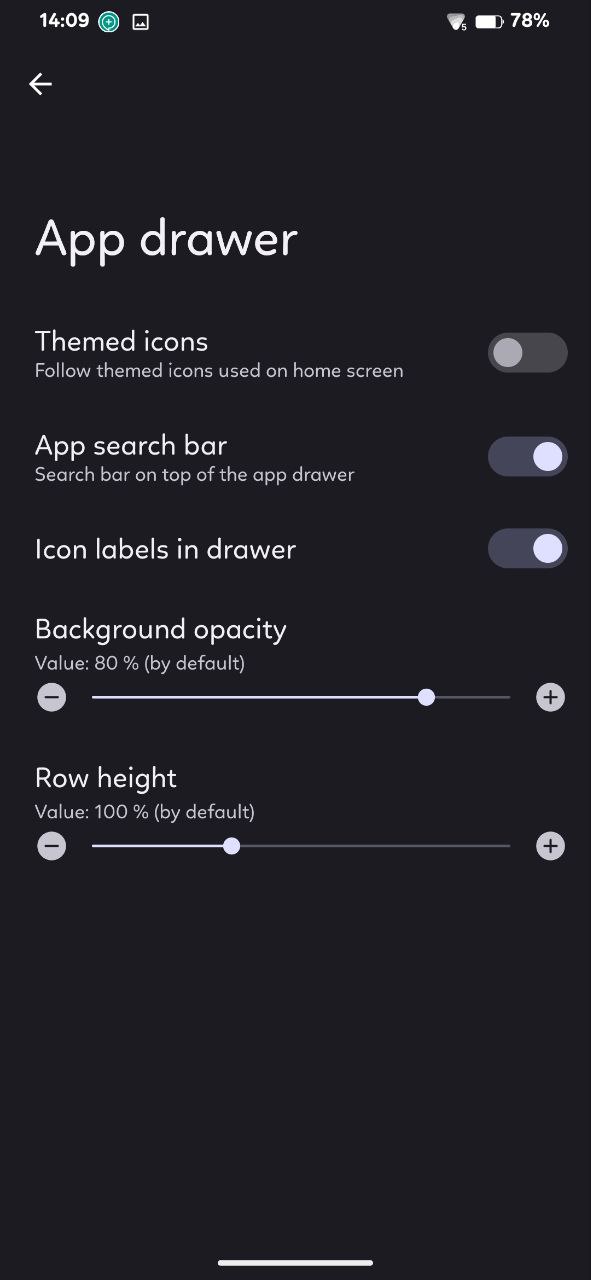 14:09
5
78%
App drawer
Themed icons
Follow themed icons used on home screen
App search bar
Search bar on top of the app drawer
Icon labels in drawer
Background opacity
Value: 80 % (by default)
Row height
Value: 100 % (by default)